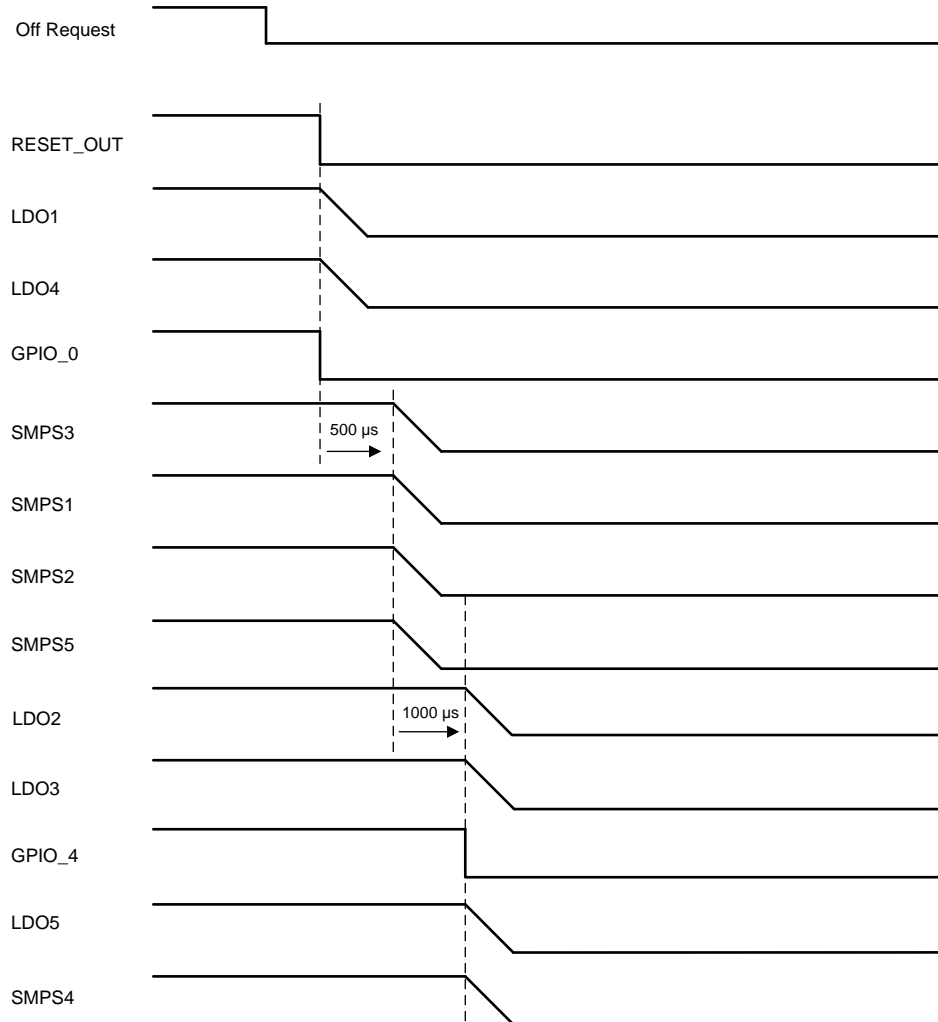 Off Request
RESET_OUT
LDO1
LDO4
GPIO_0
SMPS3
500 µs
SMPS1
SMPS2
SMPS5
LDO2
1000 µs
LDO3
GPIO_4
LDO5
SMPS4